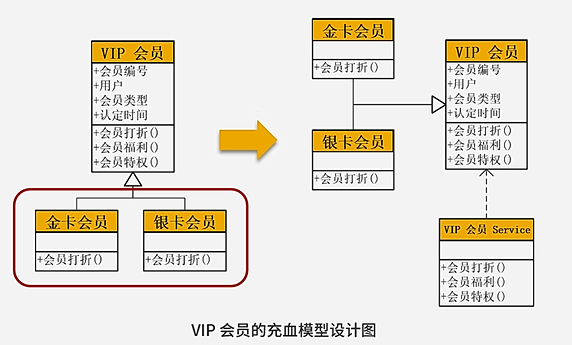 VIP 会员
+会员编号
+用户
+会员类型
+认定时间
+会员打折()
+会员福利()
+会员特权()
金卡会员
+会员打折()
银卡会员
+会员打折()
金卡会员
+会员打折()
银卡会员
+会员打折()
VIP 会员
+会员编号
+用户
+会员类型
+认定时间
+会员打折()
+会员福利()
+会员特权()
VIP 会员 Service
+会员打折()
+会员福利()
+会员特权()
VIP 会员的充血模型设计图